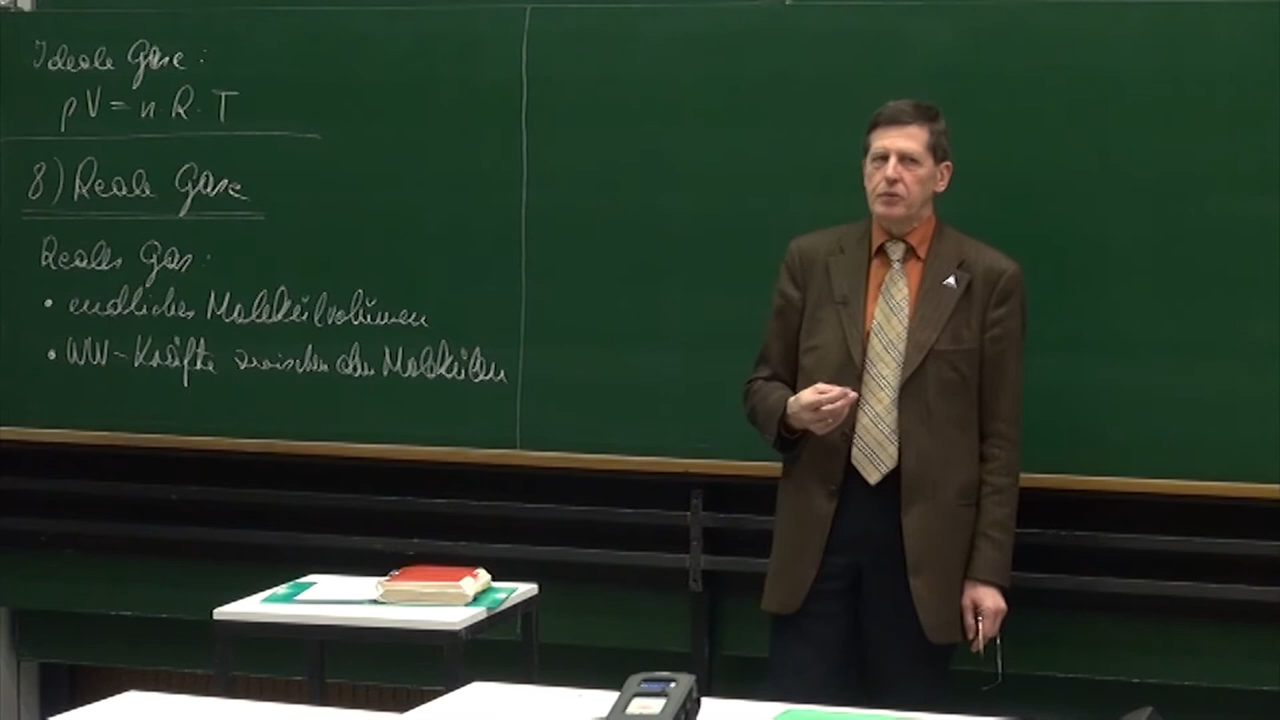 Ideale Gase:
pV = n R · T
8) Reale Gase
Reales Gas:
• endliches Molekülvolumen
• WW-Kräfte zwischen den Molekülen